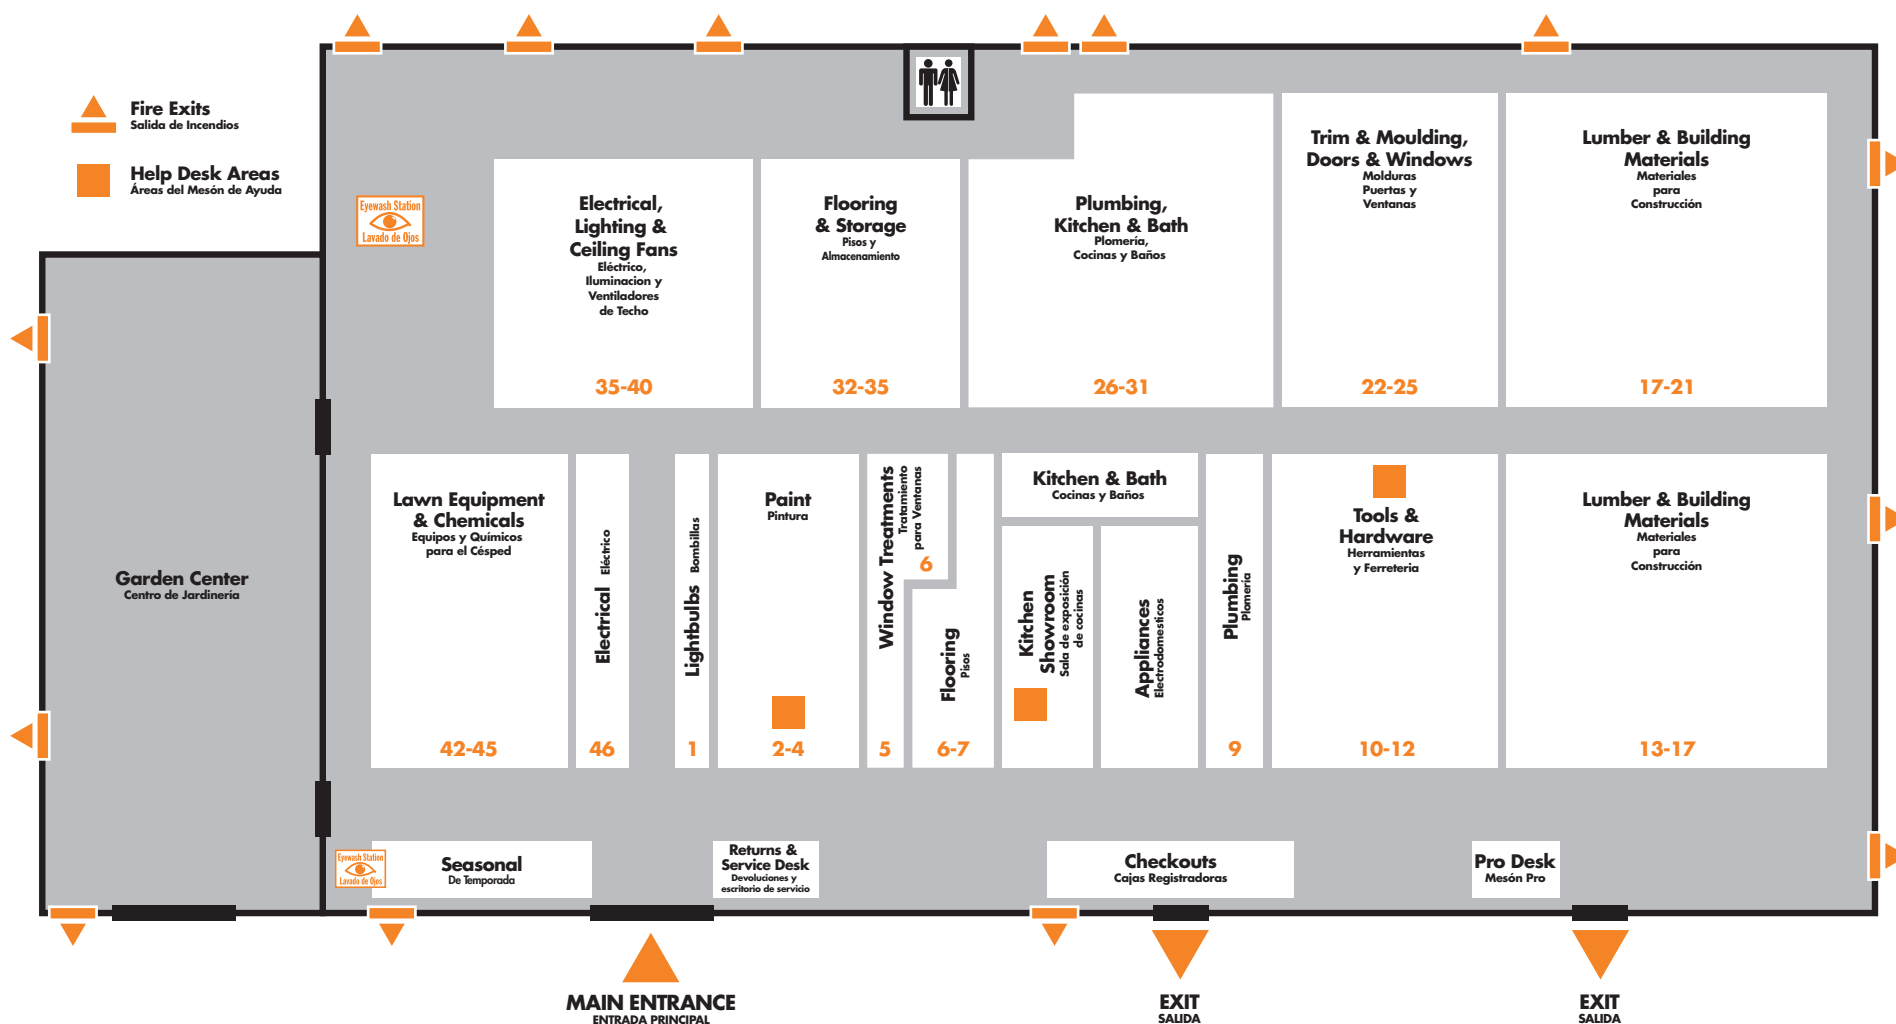 Fire Exits
Salida de Incendios
Help Desk Areas
Áreas del Mesón de Ayuda
Eyewash Station
Lavado de Ojos
Electrical,
Lighting &
Ceiling Fans
Eléctrico,
Iluminacion y
Ventiladores
de Techo
35-40
Flooring
& Storage
Pisos y
Almacenamiento
32-35
Plumbing,
Kitchen & Bath
Plomería,
Cocinas y Baños
26-31
Trim & Moulding,
Doors & Windows
Molduras
Puertas y
Ventanas
22-25
Lumber & Building
Materials
Materiales
para
Construcción
17-21
Garden Center
Centro de Jardinería
Lawn Equipment
& Chemicals
Equipos y Químicos
para el Césped
42-45
Electrical
Eléctrico
46
Lightbulbs
Bombillas
1
Paint
Pintura
2-4
Window Treatments
Tratamiento
para Ventanas
6
5
Flooring
Pisos
6-7
Kitchen & Bath
Cocinas y Baños
Kitchen
Showroom
Sala de exposición
de cocinas
Appliances
Electrodomesticos
Plumbing
Plomería
9
Tools &
Hardware
Herramientas
y Ferreteria
10-12
Lumber & Building
Materials
Materiales
para
Construcción
13-17
Eyewash Station
Lavado de Ojos
Seasonal
De Temporada
Returns &
Service Desk
Devoluciones y
escritorio de servicio
Checkouts
Cajas Registradoras
Pro Desk
Mesón Pro
MAIN ENTRANCE
ENTRADA PRINCIPAL
EXIT
SALIDA
EXIT
SALIDA